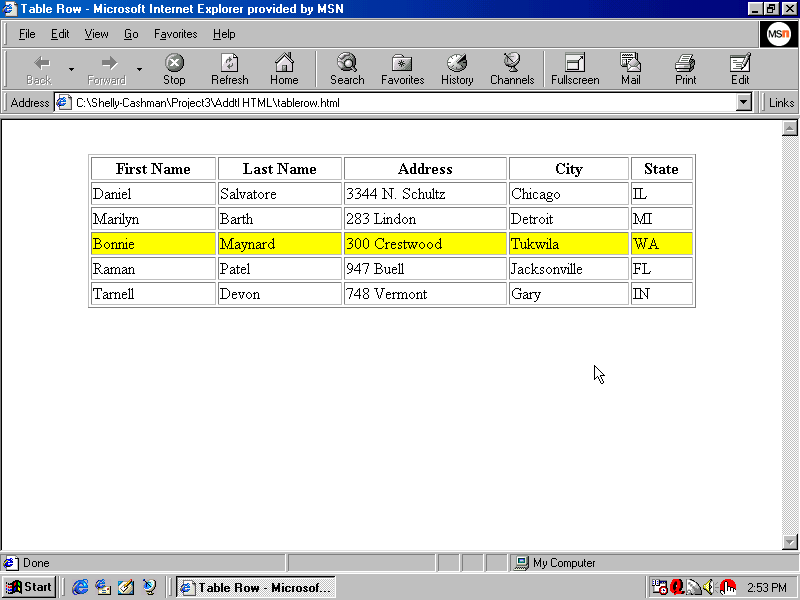 Table Row - Microsoft Internet Explorer provided by MSN
File Edit View Go Favorites Help
msn
Back Forward Stop Refresh Home Search Favorites History Channels Fullscreen Mail Print Edit
Address C:\Shelly-Cashman\Project3\Addtl HTML\tablerow.html Links
First Name Last Name Address City State
Daniel Salvatore 3344 N. Schultz Chicago IL
Marilyn Barth 283 Lindon Detroit MI
Bonnie Maynard 300 Crestwood Tukwila WA
Raman Patel 947 Buell Jacksonville FL
Tarnell Devon 748 Vermont Gary IN
Done My Computer
Start Table Row - Microsof... 2:53 PM